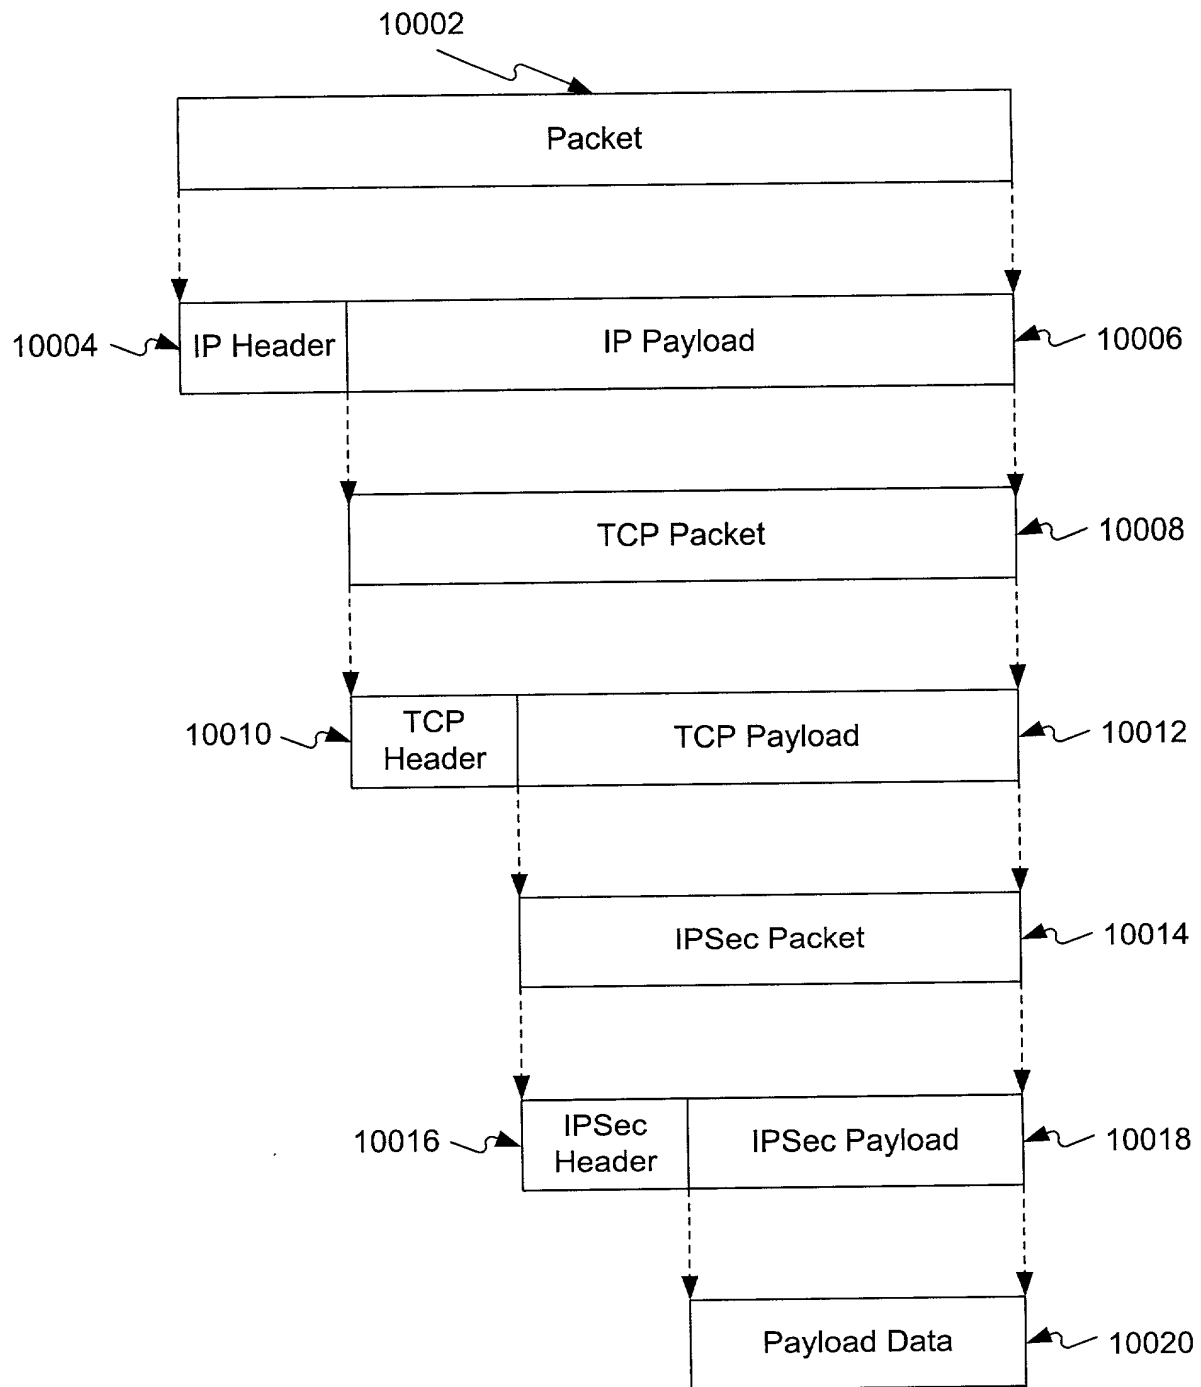 10002
Packet
10004
IP Header
IP Payload
10006
TCP Packet
10008
10010
TCP
Header
TCP Payload
10012
IPSec Packet
10014
10016
IPSec
Header
IPSec Payload
10018
Payload Data
10020